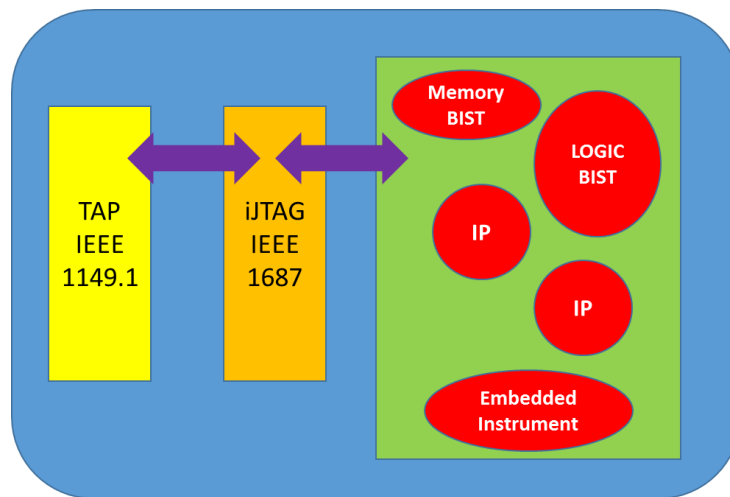 TAP
IEEE
1149.1
iJTAG
IEEE
1687
Memory
BIST
LOGIC
BIST
IP
IP
Embedded
Instrument